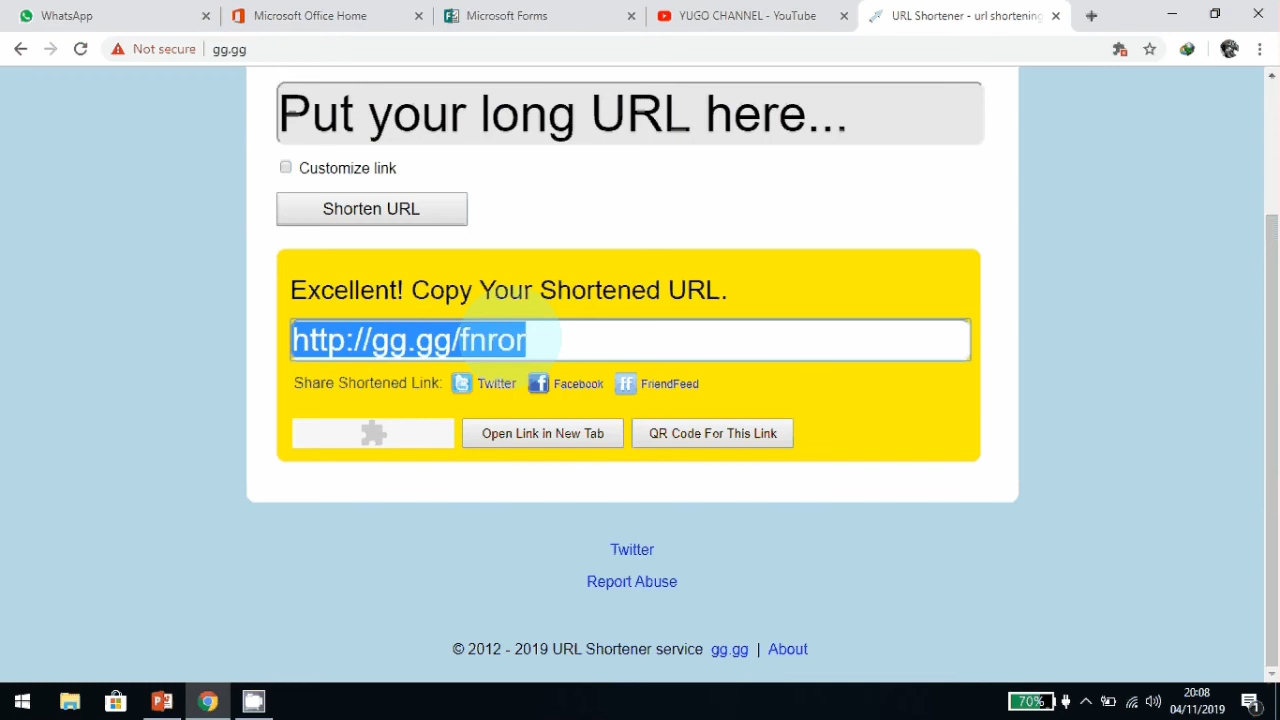 WhatsApp
Microsoft Office Home
Microsoft Forms
YUGO CHANNEL - YouTube
URL Shortener - url shortening
Not secure
gg.gg
Put your long URL here...
Customize link
Shorten URL
Excellent! Copy Your Shortened URL.
http://gg.gg/fnror
Share Shortened Link: Twitter Facebook FriendFeed
Open Link in New Tab
QR Code For This Link
Twitter
Report Abuse
© 2012 - 2019 URL Shortener service gg.gg | About
70%
20:08
04/11/2019
1